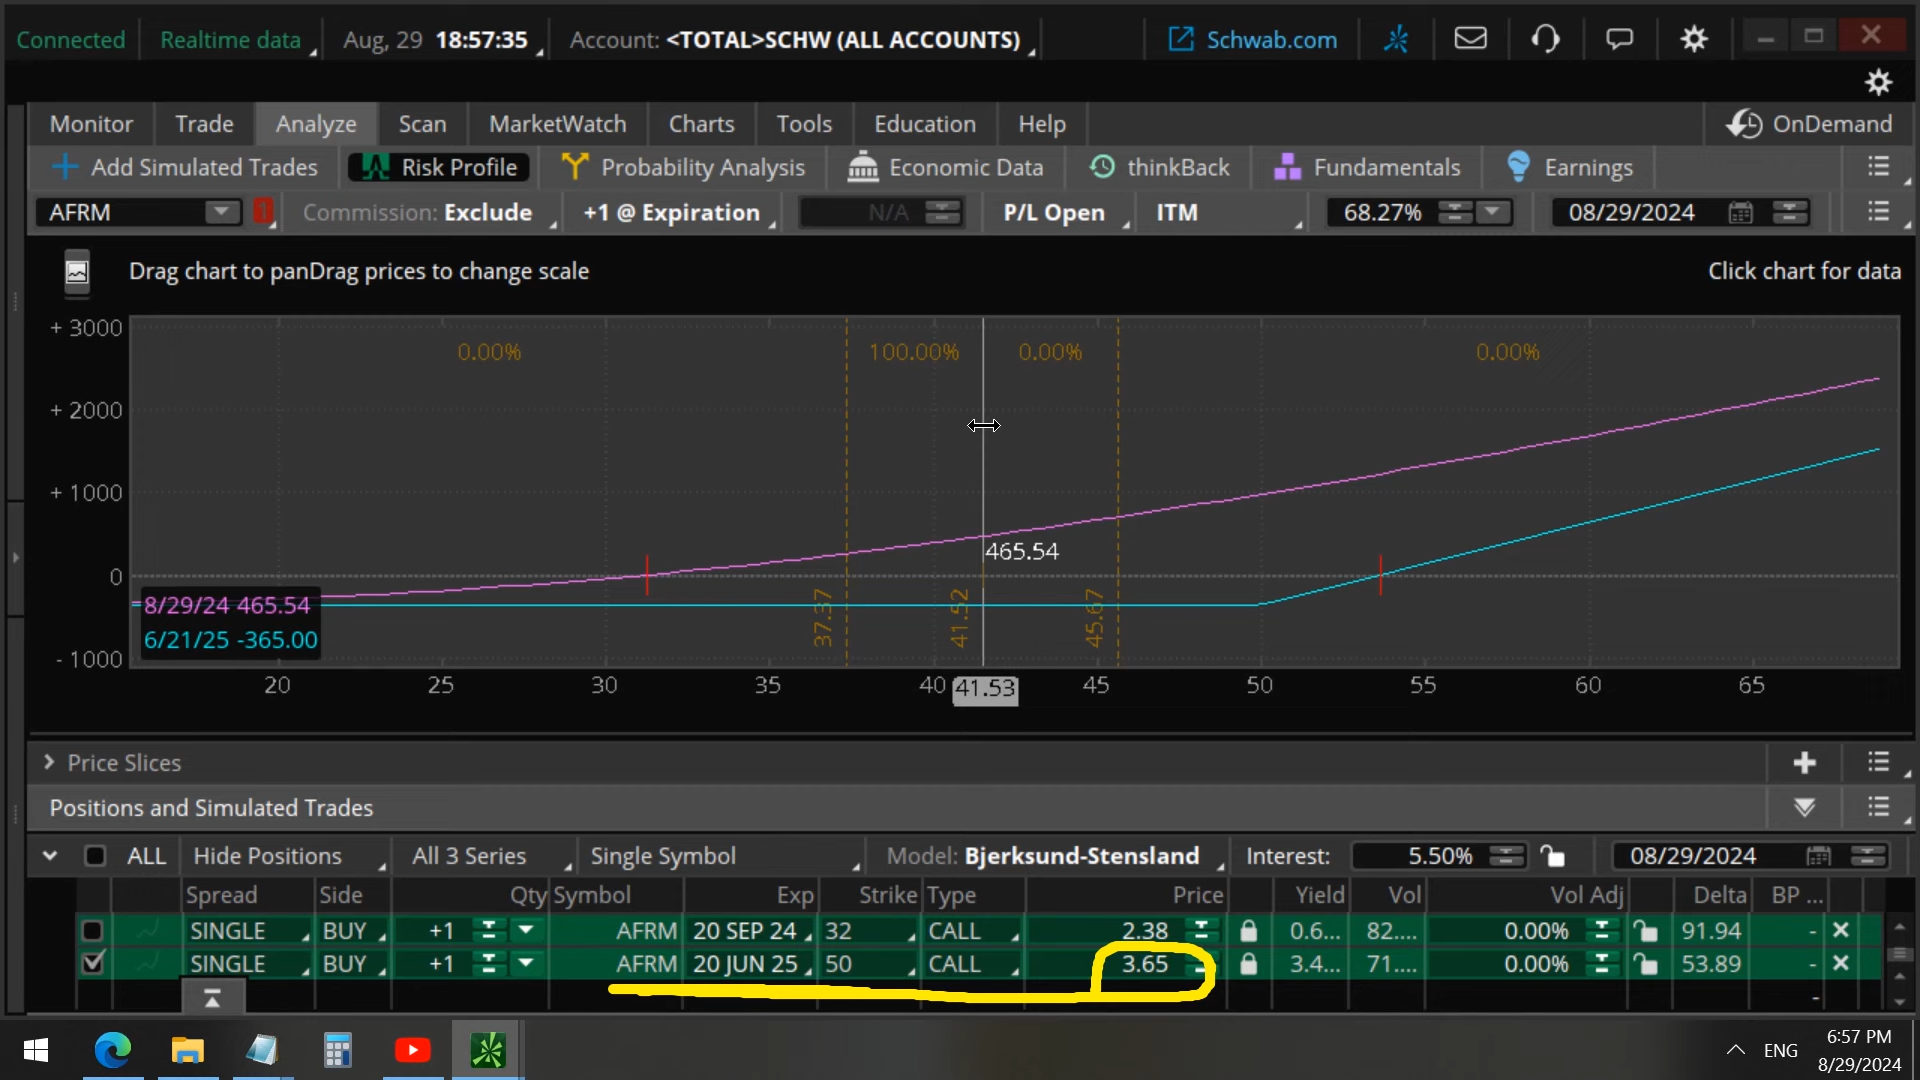 Connected Realtime data Aug, 29 18:57:35 Account: <TOTAL>SCHW (ALL ACCOUNTS) Schwab.com
Monitor Trade Analyze Scan MarketWatch Charts Tools Education Help OnDemand
Add Simulated Trades Risk Profile Probability Analysis Economic Data thinkBack Fundamentals Earnings
AFRM 1 Commission: Exclude +1 @ Expiration N/A P/L Open ITM 68.27% 08/29/2024
Drag chart to panDrag prices to change scale Click chart for data
+ 3000
0.00% 100.00% 0.00% 0.00%
+ 2000
+ 1000
465.54
0
8/29/24 465.54
6/21/25 -365.00
37.37 41.52 45.67
- 1000
20 25 30 35 40 41.53 45 50 55 60 65
Price Slices
Positions and Simulated Trades
ALL Hide Positions All 3 Series Single Symbol Model: Bjerksund-Stensland Interest: 5.50% 08/29/2024
Spread Side Qty Symbol Exp Strike Type Price Yield Vol Vol Adj Delta BP ...
SINGLE BUY +1 AFRM 20 SEP 24 32 CALL 2.38 0.6... 82.... 0.00% 91.94 -
SINGLE BUY +1 AFRM 20 JUN 25 50 CALL 3.65 3.4... 71.... 0.00% 53.89 -
-
ENG 6:57 PM
8/29/2024